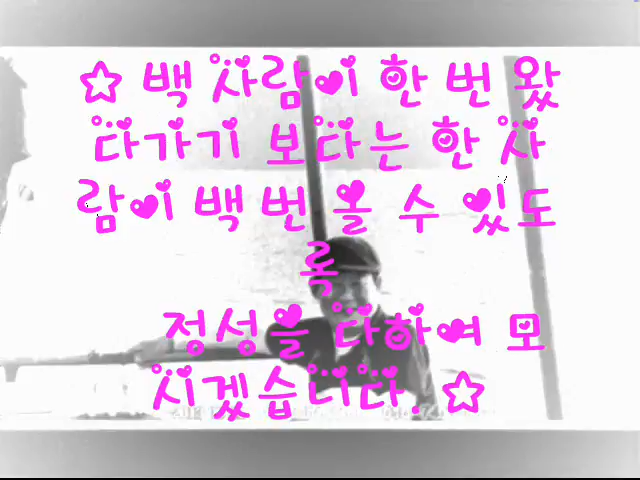 ☆ 백 사람이 한 번 왔
다가기 보다는 한 사
람이 백 번 올 수 있도
록
정성을 다하여 모
시겠습니다. ☆